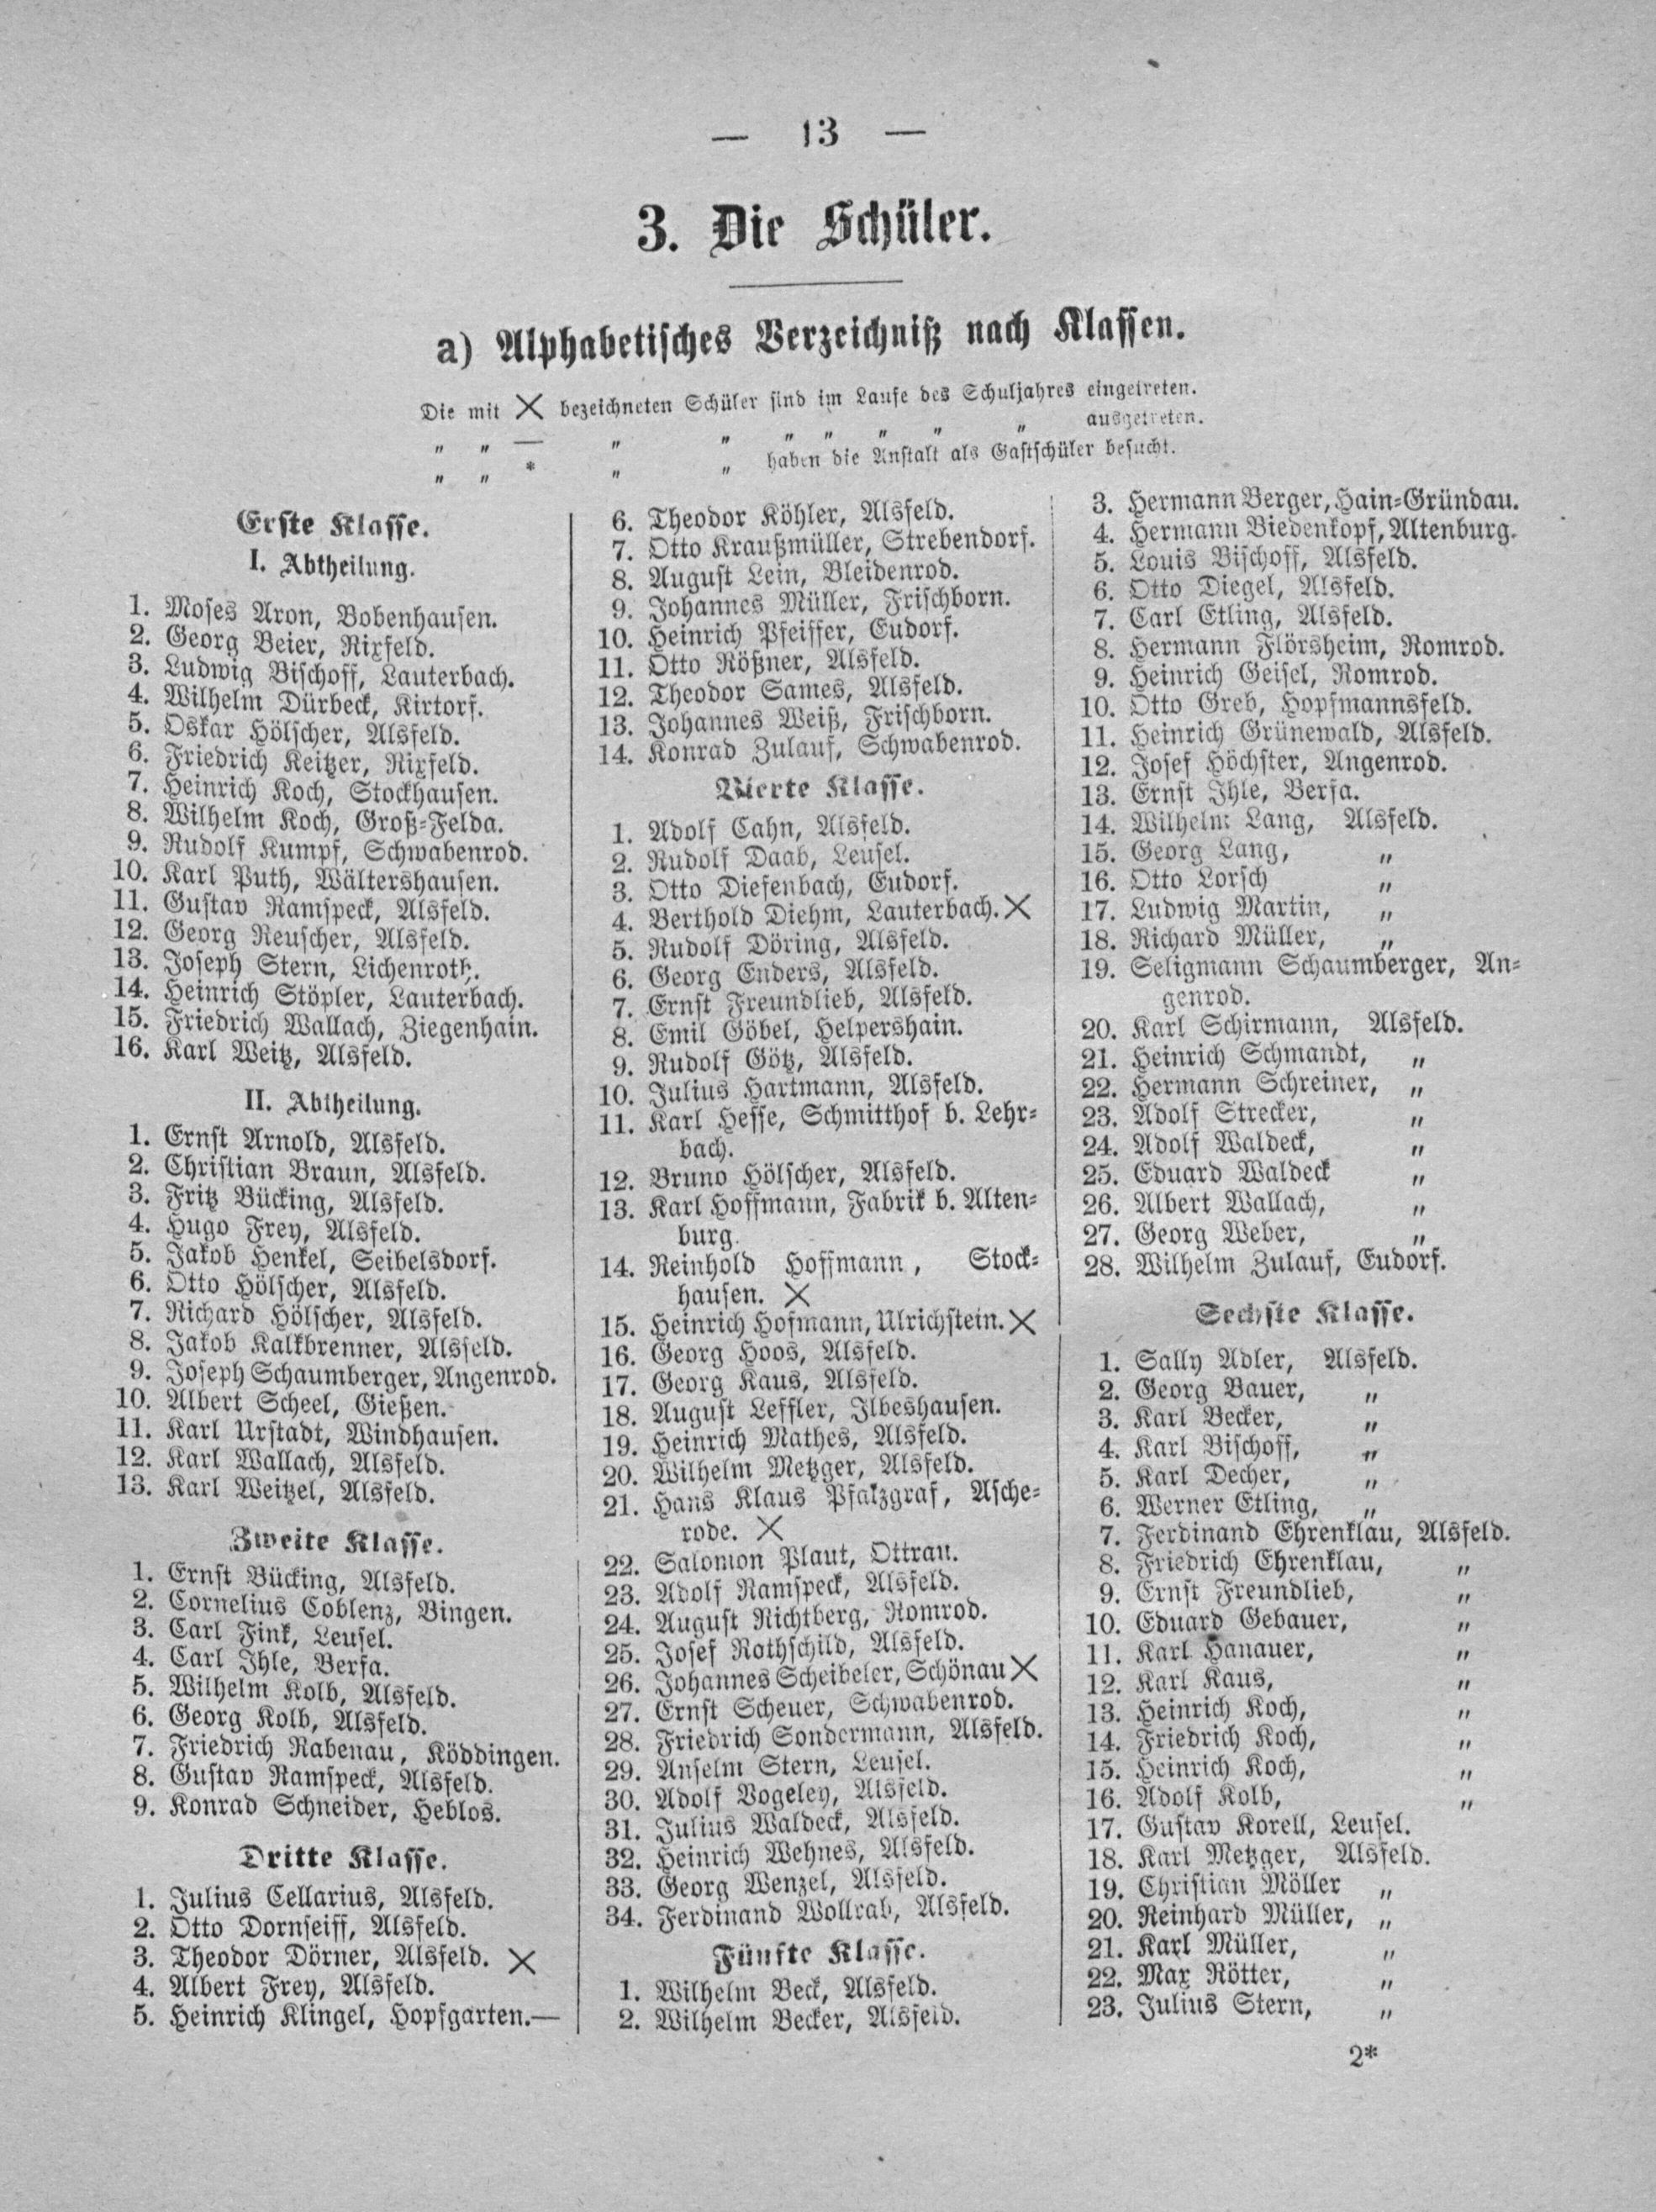 — 13 —
3. Die Schüler.
a) Alphabetisches Verzeichniß nach Klassen.
Die mit × bezeichneten Schüler sind im Laufe des Schuljahres eingetreten.
" " — " " " " " " " ausgetreten.
" " * " " haben die Anstalt als Gastschüler besucht.
Erste Klasse.
I. Abtheilung.
1. Moses Aron, Bobenhausen.
2. Georg Beier, Rixfeld.
3. Ludwig Bischoff, Lauterbach.
4. Wilhelm Dürbeck, Kirtorf.
5. Oskar Hölscher, Alsfeld.
6. Friedrich Keitzer, Rixfeld.
7. Heinrich Koch, Stockhausen.
8. Wilhelm Koch, Groß-Felda.
9. Rudolf Kumpf, Schwabenrod.
10. Karl Puth, Wältershausen.
11. Gustav Ramspeck, Alsfeld.
12. Georg Reuscher, Alsfeld.
13. Joseph Stern, Lichenroth.
14. Heinrich Stöpler, Lauterbach.
15. Friedrich Wallach, Ziegenhain.
16. Karl Weitz, Alsfeld.
II. Abtheilung.
1. Ernst Arnold, Alsfeld.
2. Christian Braun, Alsfeld.
3. Fritz Bücking, Alsfeld.
4. Hugo Frey, Alsfeld.
5. Jakob Henkel, Seibelsdorf.
6. Otto Hölscher, Alsfeld.
7. Richard Hölscher, Alsfeld.
8. Jakob Kalkbrenner, Alsfeld.
9. Joseph Schaumberger, Angenrod.
10. Albert Scheel, Gießen.
11. Karl Urstadt, Windhausen.
12. Karl Wallach, Alsfeld.
13. Karl Weitzel, Alsfeld.
Zweite Klasse.
1. Ernst Bücking, Alsfeld.
2. Cornelius Coblenz, Bingen.
3. Carl Fink, Leusel.
4. Carl Ihle, Berfa.
5. Wilhelm Kolb, Alsfeld.
6. Georg Kolb, Alsfeld.
7. Friedrich Rabenau, Köddingen.
8. Gustav Ramspeck, Alsfeld.
9. Konrad Schneider, Heblos.
Dritte Klasse.
1. Julius Cellarius, Alsfeld.
2. Otto Dornseiff, Alsfeld.
3. Theodor Dörner, Alsfeld. ×
4. Albert Frey, Alsfeld.
5. Heinrich Klingel, Hopfgarten.—
6. Theodor Köhler, Alsfeld.
7. Otto Kraußmüller, Strebendorf.
8. August Lein, Bleidenrod.
9. Johannes Müller, Frischborn.
10. Heinrich Pfeiffer, Eudorf.
11. Otto Rößner, Alsfeld.
12. Theodor Sames, Alsfeld.
13. Johannes Weiß, Frischborn.
14. Konrad Zulauf, Schwabenrod.
Vierte Klasse.
1. Adolf Cahn, Alsfeld.
2. Rudolf Daab, Leusel.
3. Otto Diefenbach, Eudorf.
4. Berthold Diehm, Lauterbach. ×
5. Rudolf Döring, Alsfeld.
6. Georg Enders, Alsfeld.
7. Ernst Freundlieb, Alsfeld.
8. Emil Göbel, Helpershain.
9. Rudolf Götz, Alsfeld.
10. Julius Hartmann, Alsfeld.
11. Karl Hesse, Schmitthof b. Lehr-
bach.
12. Bruno Hölscher, Alsfeld.
13. Karl Hoffmann, Fabrik b. Alten-
burg.
14. Reinhold Hoffmann, Stock-
hausen. ×
15. Heinrich Hofmann, Ulrichstein. ×
16. Georg Hoos, Alsfeld.
17. Georg Kaus, Alsfeld.
18. August Leffler, Ilbeshausen.
19. Heinrich Mathes, Alsfeld.
20. Wilhelm Metzger, Alsfeld.
21. Hans Klaus Pfalzgraf, Asche-
rode. ×
22. Salomon Plaut, Ottrau.
23. Adolf Ramspeck, Alsfeld.
24. August Richtberg, Romrod.
25. Josef Rothschild, Alsfeld.
26. Johannes Scheibeler, Schönau ×
27. Ernst Scheuer, Schwabenrod.
28. Friedrich Sondermann, Alsfeld.
29. Anselm Stern, Leusel.
30. Adolf Vogeley, Alsfeld.
31. Julius Waldeck, Alsfeld.
32. Heinrich Wehnes, Alsfeld.
33. Georg Wenzel, Alsfeld.
34. Ferdinand Wollrab, Alsfeld.
Fünfte Klasse.
1. Wilhelm Beck, Alsfeld.
2. Wilhelm Becker, Alsfeld.
3. Hermann Berger, Hain-Gründau.
4. Hermann Biedenkopf, Altenburg.
5. Louis Bischoff, Alsfeld.
6. Otto Diegel, Alsfeld.
7. Carl Etling, Alsfeld.
8. Hermann Flörsheim, Romrod.
9. Heinrich Geisel, Romrod.
10. Otto Greb, Hopfmannsfeld.
11. Heinrich Grünewald, Alsfeld.
12. Josef Höchster, Angenrod.
13. Ernst Ihle, Berfa.
14. Wilhelm Lang, Alsfeld.
15. Georg Lang, "
16. Otto Lorsch "
17. Ludwig Martin, "
18. Richard Müller, "
19. Seligmann Schaumberger, An-
genrod.
20. Karl Schirmann, Alsfeld.
21. Heinrich Schmandt, "
22. Hermann Schreiner, "
23. Adolf Strecker, "
24. Adolf Waldeck, "
25. Eduard Waldeck "
26. Albert Wallach, "
27. Georg Weber, "
28. Wilhelm Zulauf, Eudorf.
Sechste Klasse.
1. Sally Adler, Alsfeld.
2. Georg Bauer, "
3. Karl Becker, "
4. Karl Bischoff, "
5. Karl Decher, "
6. Werner Etling, "
7. Ferdinand Ehrenklau, Alsfeld.
8. Friedrich Ehrenklau, "
9. Ernst Freundlieb, "
10. Eduard Gebauer, "
11. Karl Hanauer, "
12. Karl Kaus, "
13. Heinrich Koch, "
14. Friedrich Koch, "
15. Heinrich Koch, "
16. Adolf Kolb, "
17. Gustav Korell, Leusel.
18. Karl Metzger, Alsfeld.
19. Christian Möller "
20. Reinhard Müller, "
21. Karl Müller, "
22. Max Rötter, "
23. Julius Stern, "
2*